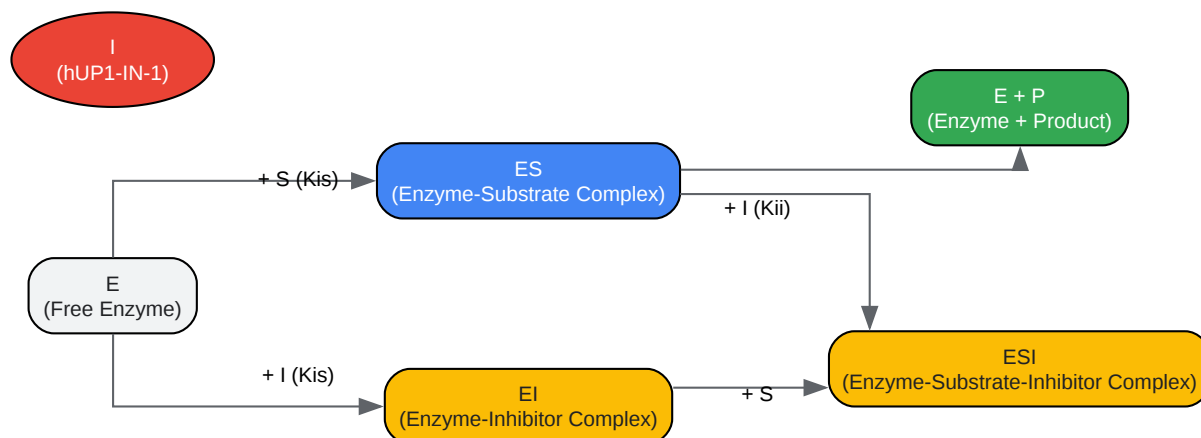 I
(hUP1-IN-1)
E + P
(Enzyme + Product)
+ S (Kis)
ES
(Enzyme-Substrate Complex)
+ I (Kii)
E
(Free Enzyme)
+ I (Kis)
EI
(Enzyme-Inhibitor Complex)
+ S
ESI
(Enzyme-Substrate-Inhibitor Complex)